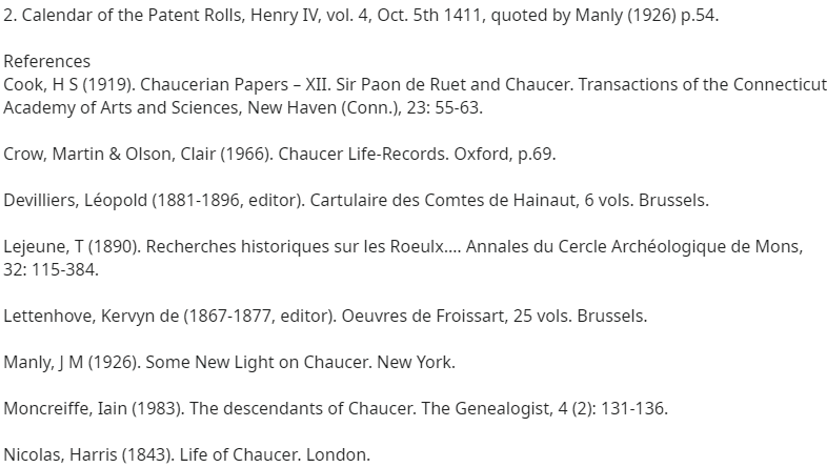 2. Calendar of the Patent Rolls, Henry IV, vol. 4, Oct. 5th 1411, quoted by Manly (1926) p.54.
References
Cook, H S (1919). Chaucerian Papers – XII. Sir Paon de Ruet and Chaucer. Transactions of the Connecticut
Academy of Arts and Sciences, New Haven (Conn.), 23: 55-63.
Crow, Martin & Olson, Clair (1966). Chaucer Life-Records. Oxford, p.69.
Devilliers, Léopold (1881-1896, editor). Cartulaire des Comtes de Hainaut, 6 vols. Brussels.
Lejeune, T (1890). Recherches historiques sur les Roeulx.... Annales du Cercle Archéologique de Mons,
32: 115-384.
Lettenhove, Kervyn de (1867-1877, editor). Oeuvres de Froissart, 25 vols. Brussels.
Manly, J M (1926). Some New Light on Chaucer. New York.
Moncreiffe, Iain (1983). The descendants of Chaucer. The Genealogist, 4 (2): 131-136.
Nicolas, Harris (1843). Life of Chaucer. London.